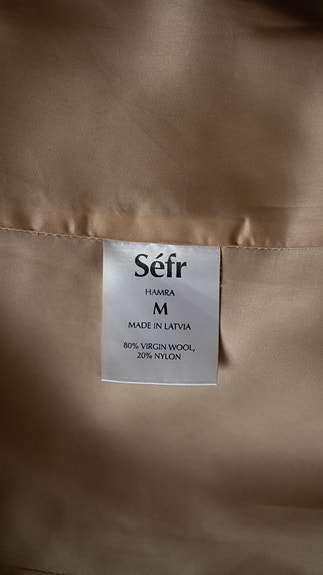 Séfr
HAMRA
M
MADE IN LATVIA
80% VIRGIN WOOL,
20% NYLON